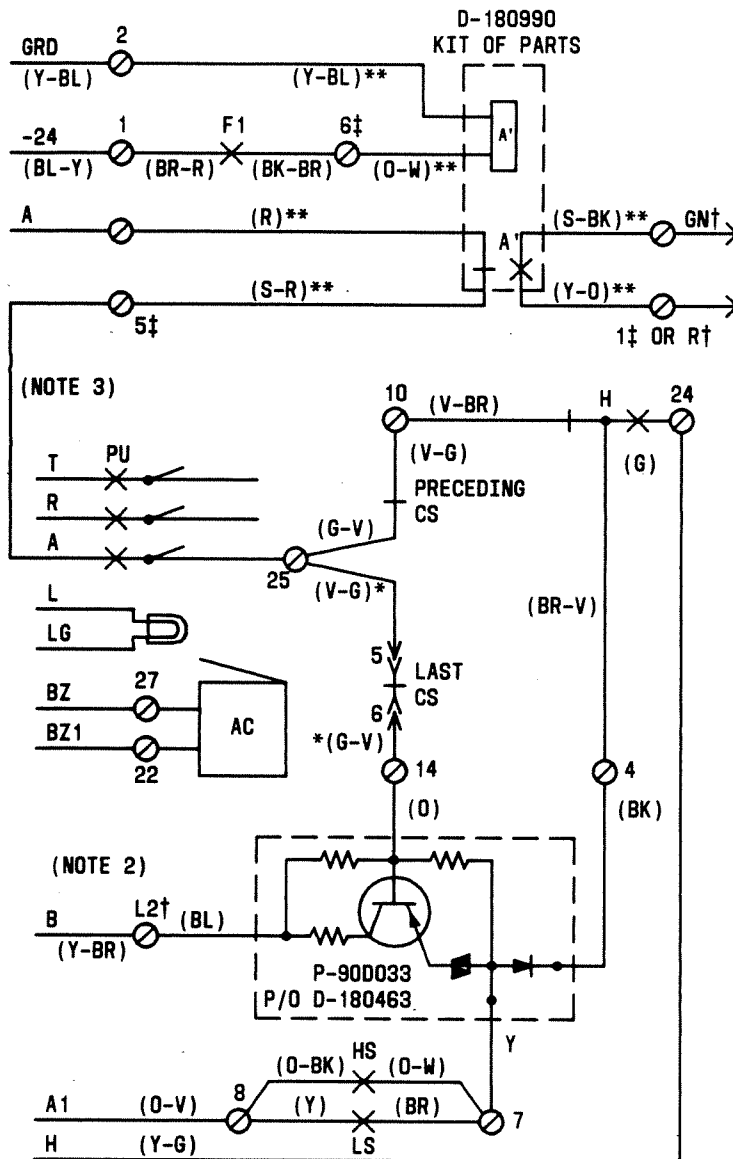 D-180990
KIT OF PARTS
GRD
2
(Y-BL)
(Y-BL)**
A'
-24
1
F1
6‡
(BL-Y)
(BR-R)
(BK-BR)
(O-W)**
A
(R)**
A'
(S-BK)**
GN†
(S-R)**
(Y-O)**
5‡
1‡ OR R†
(NOTE 3)
10
(V-BR)
H
24
(V-G)
(G)
T
PU
PRECEDING
CS
R
(G-V)
A
25
(V-G)*
L
(BR-V)
LG
5
LAST
CS
BZ
27
AC
6
BZ1
*(G-V)
22
14
4
(O)
(BK)
(NOTE 2)
B
L2†
(BL)
(Y-BR)
P-90D033
P/O D-180463
Y
HS
(O-BK)
(O-W)
A1
(O-V)
8
(Y)
(BR)
7
H
(Y-G)
LS